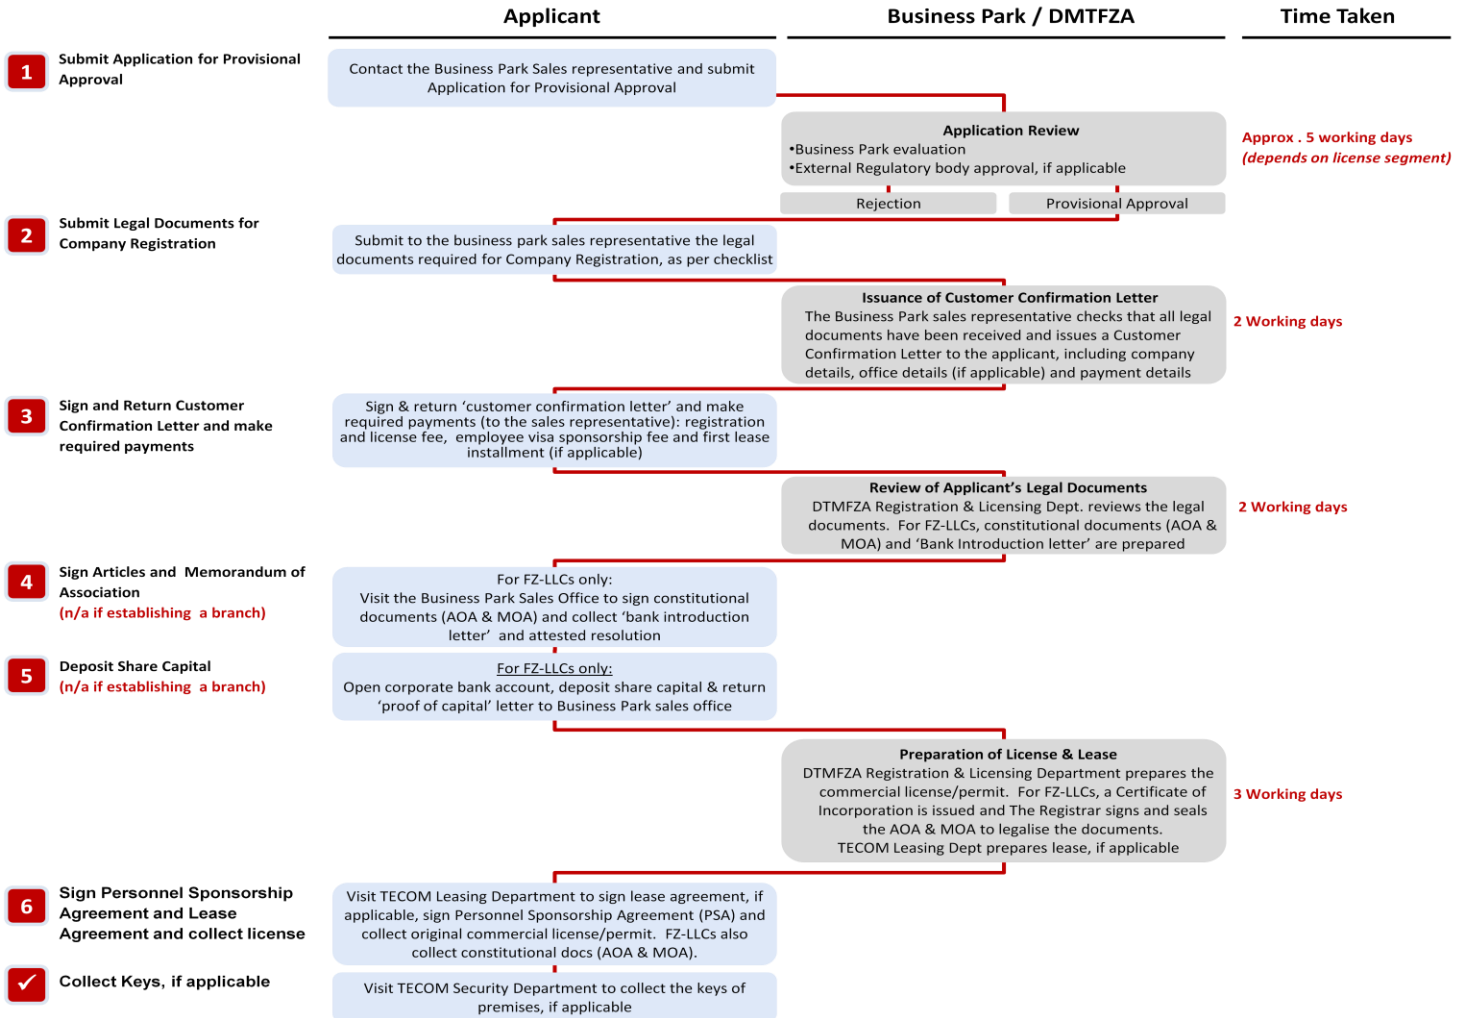 Applicant
Business Park / DMTFZA
Time Taken
1
Submit Application for Provisional
Approval
Contact the Business Park Sales representative and submit
Application for Provisional Approval
Application Review
•Business Park evaluation
•External Regulatory body approval, if applicable
Approx . 5 working days
(depends on license segment)
Rejection
Provisional Approval
2
Submit Legal Documents for
Company Registration
Submit to the business park sales representative the legal
documents required for Company Registration, as per checklist
Issuance of Customer Confirmation Letter
The Business Park sales representative checks that all legal
documents have been received and issues a Customer
Confirmation Letter to the applicant, including company
details, office details (if applicable) and payment details
2 Working days
3
Sign and Return Customer
Confirmation Letter and make
required payments
Sign & return ‘customer confirmation letter’ and make
required payments (to the sales representative): registration
and license fee, employee visa sponsorship fee and first lease
installment (if applicable)
Review of Applicant’s Legal Documents
DTMFZA Registration & Licensing Dept. reviews the legal
documents. For FZ-LLCs, constitutional documents (AOA &
MOA) and ‘Bank Introduction letter’ are prepared
2 Working days
4
Sign Articles and Memorandum of
Association
(n/a if establishing a branch)
For FZ-LLCs only:
Visit the Business Park Sales Office to sign constitutional
documents (AOA & MOA) and collect ‘bank introduction
letter’ and attested resolution
5
Deposit Share Capital
(n/a if establishing a branch)
For FZ-LLCs only:
Open corporate bank account, deposit share capital & return
‘proof of capital’ letter to Business Park sales office
Preparation of License & Lease
DTMFZA Registration & Licensing Department prepares the
commercial license/permit. For FZ-LLCs, a Certificate of
Incorporation is issued and The Registrar signs and seals
the AOA & MOA to legalise the documents.
TECOM Leasing Dept prepares lease, if applicable
3 Working days
6
Sign Personnel Sponsorship
Agreement and Lease
Agreement and collect license
Visit TECOM Leasing Department to sign lease agreement, if
applicable, sign Personnel Sponsorship Agreement (PSA) and
collect original commercial license/permit. FZ-LLCs also
collect constitutional docs (AOA & MOA).
✓
Collect Keys, if applicable
Visit TECOM Security Department to collect the keys of
premises, if applicable